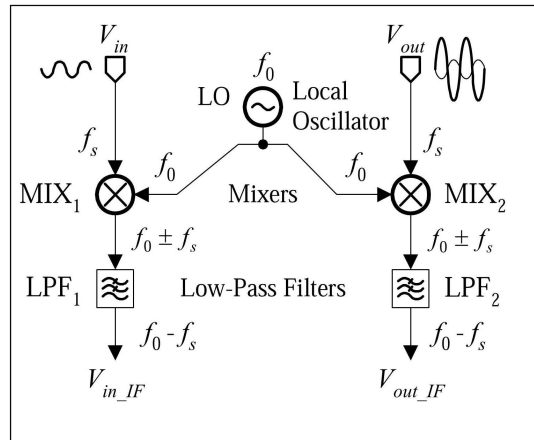 V_in V_out
f_0
LO Local
Oscillator
f_s f_0 f_0 f_s
MIX_1 Mixers MIX_2
f_0 ± f_s f_0 ± f_s
LPF_1 Low-Pass Filters LPF_2
f_0 - f_s f_0 - f_s
V_in_IF V_out_IF